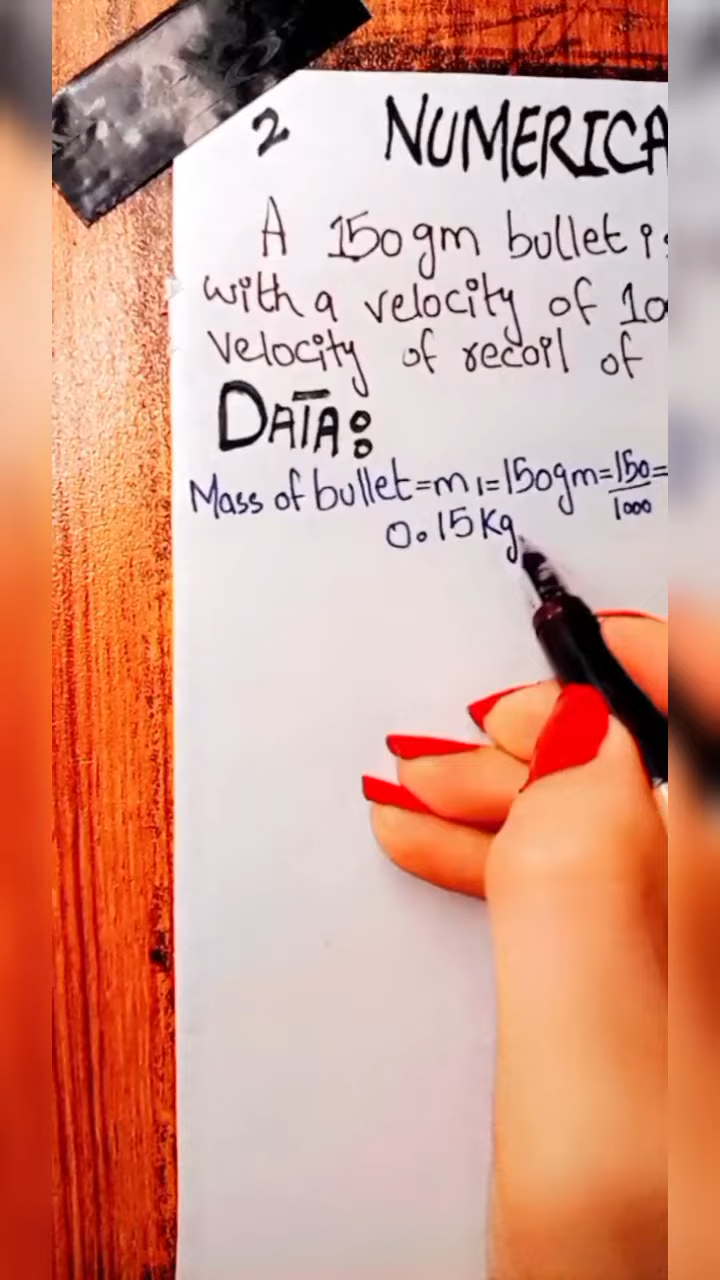 2 NUMERICA
A 150gm bullet i
with a velocity of 10
velocity of recoil of
DATA:
Mass of bullet=m1=150gm=150/1000=
0.15Kg